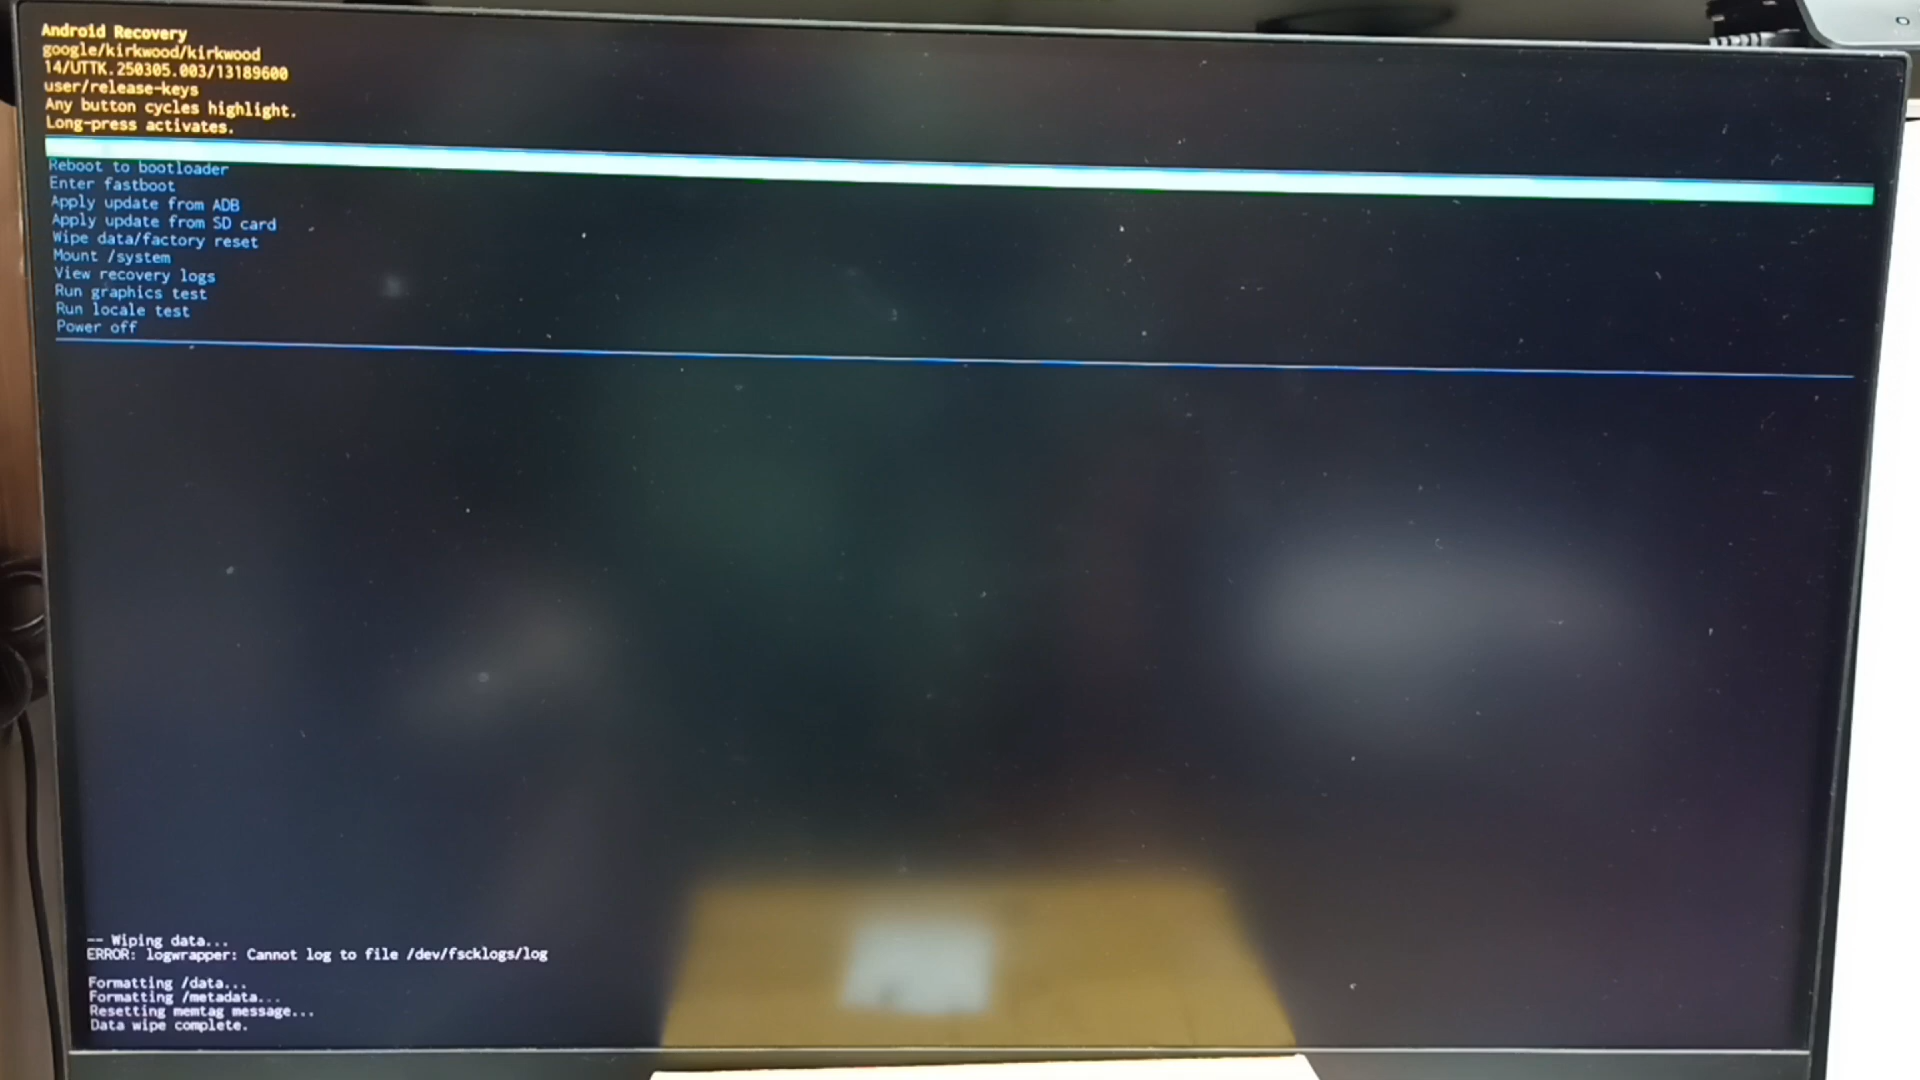 Android Recovery
google/kirkwood/kirkwood
14/UTTK.250305.003/13189600
user/release-keys
Any button cycles highlight.
Long-press activates.
Reboot to bootloader
Enter fastboot
Apply update from ADB
Apply update from SD card
Wipe data/factory reset
Mount /system
View recovery logs
Run graphics test
Run locale test
Power off
-- Wiping data...
ERROR: logwrapper: Cannot log to file /dev/fscklogs/log
Formatting /data...
Formatting /metadata...
Resetting memtag message...
Data wipe complete.